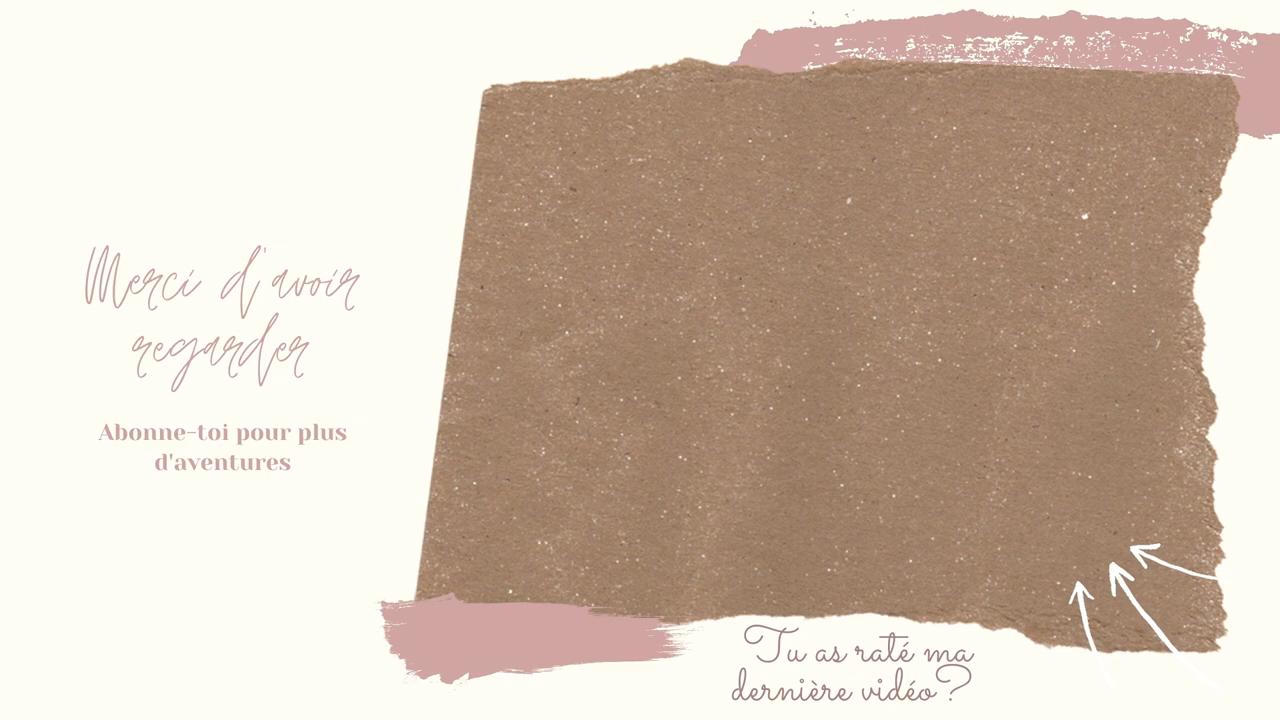 Merci d'avoir
regarder
Abonne-toi pour plus
d'aventures
Tu as raté ma
dernière vidéo?